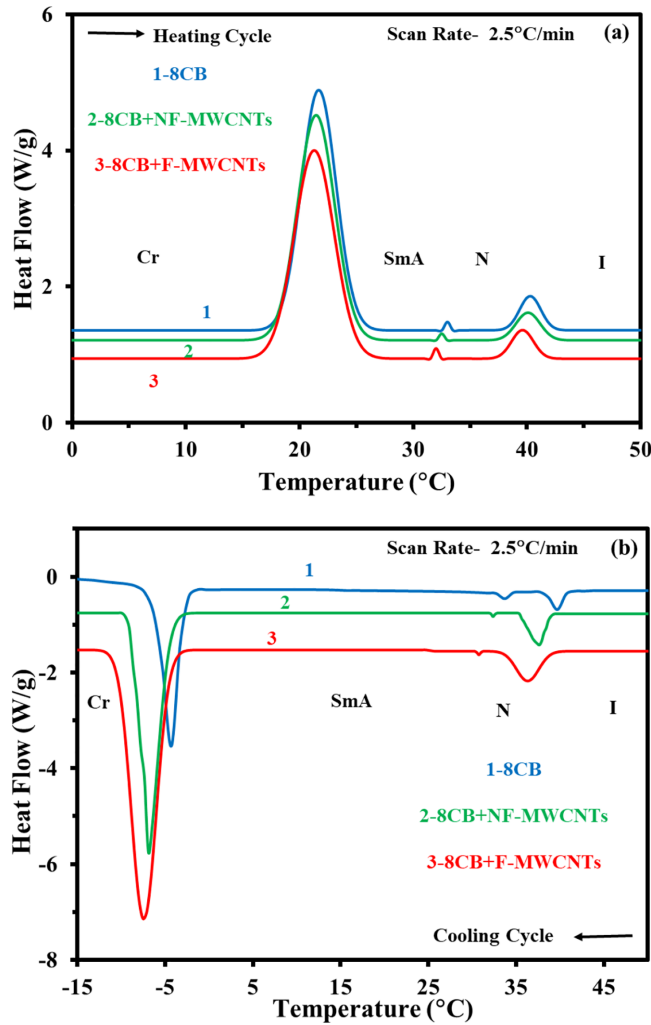 Heating Cycle
Scan Rate- 2.5°C/min
(a)
1-8CB
2-8CB+NF-MWCNTs
3-8CB+F-MWCNTs
Cr
SmA
N
I
1
2
3
Heat Flow (W/g)
6
4
2
0
0
10
20
30
40
50
Temperature (°C)
Scan Rate- 2.5°C/min
(b)
1
2
3
Cr
SmA
N
I
1-8CB
2-8CB+NF-MWCNTs
3-8CB+F-MWCNTs
Cooling Cycle
Heat Flow (W/g)
0
-2
-4
-6
-8
-15
-5
5
15
25
35
45
Temperature (°C)